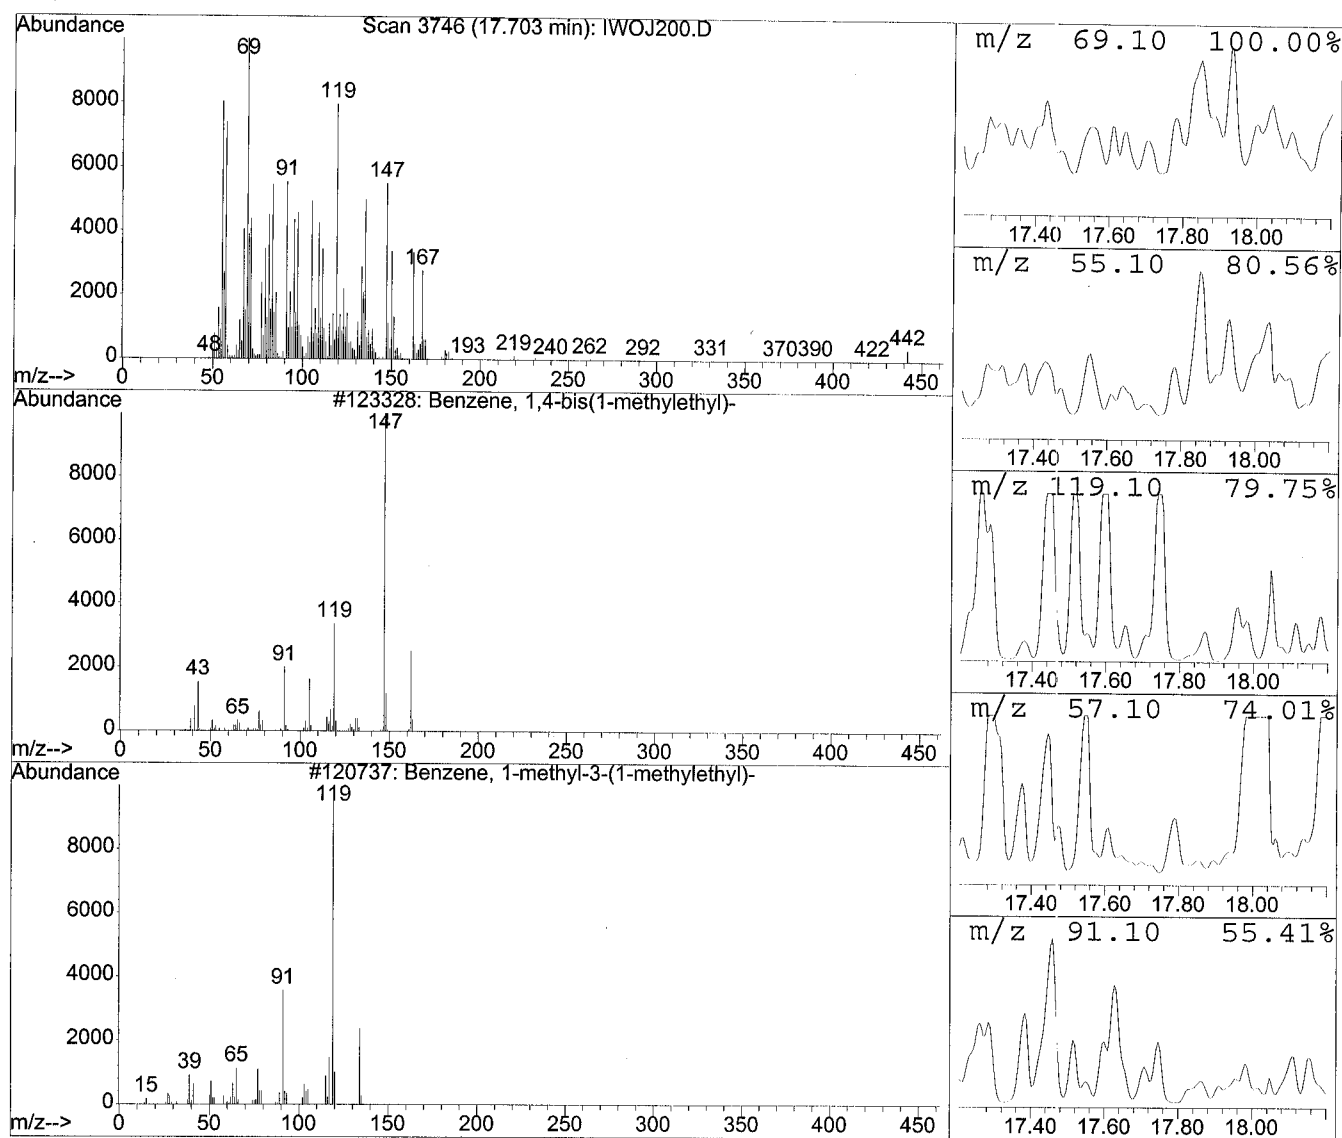 Abundance
Scan 3746 (17.703 min): IWOJ200.D
69
8000
119
6000
91
147
4000
167
2000
48
193 219 240 262 292 331 370390 422 442
0
m/z--> 0 50 100 150 200 250 300 350 400 450
Abundance
#123328: Benzene, 1,4-bis(1-methylethyl)-
147
8000
6000
4000
119
2000
91
43
65
0
m/z--> 0 50 100 150 200 250 300 350 400 450
Abundance
#120737: Benzene, 1-methyl-3-(1-methylethyl)-
119
8000
6000
4000
91
2000
39
65
15
0
m/z--> 0 50 100 150 200 250 300 350 400 450
m/z 69.10 100.00%
17.40 17.60 17.80 18.00
m/z 55.10 80.56%
17.40 17.60 17.80 18.00
m/z 119.10 79.75%
17.40 17.60 17.80 18.00
m/z 57.10 74.01%
17.40 17.60 17.80 18.00
m/z 91.10 55.41%
17.40 17.60 17.80 18.00